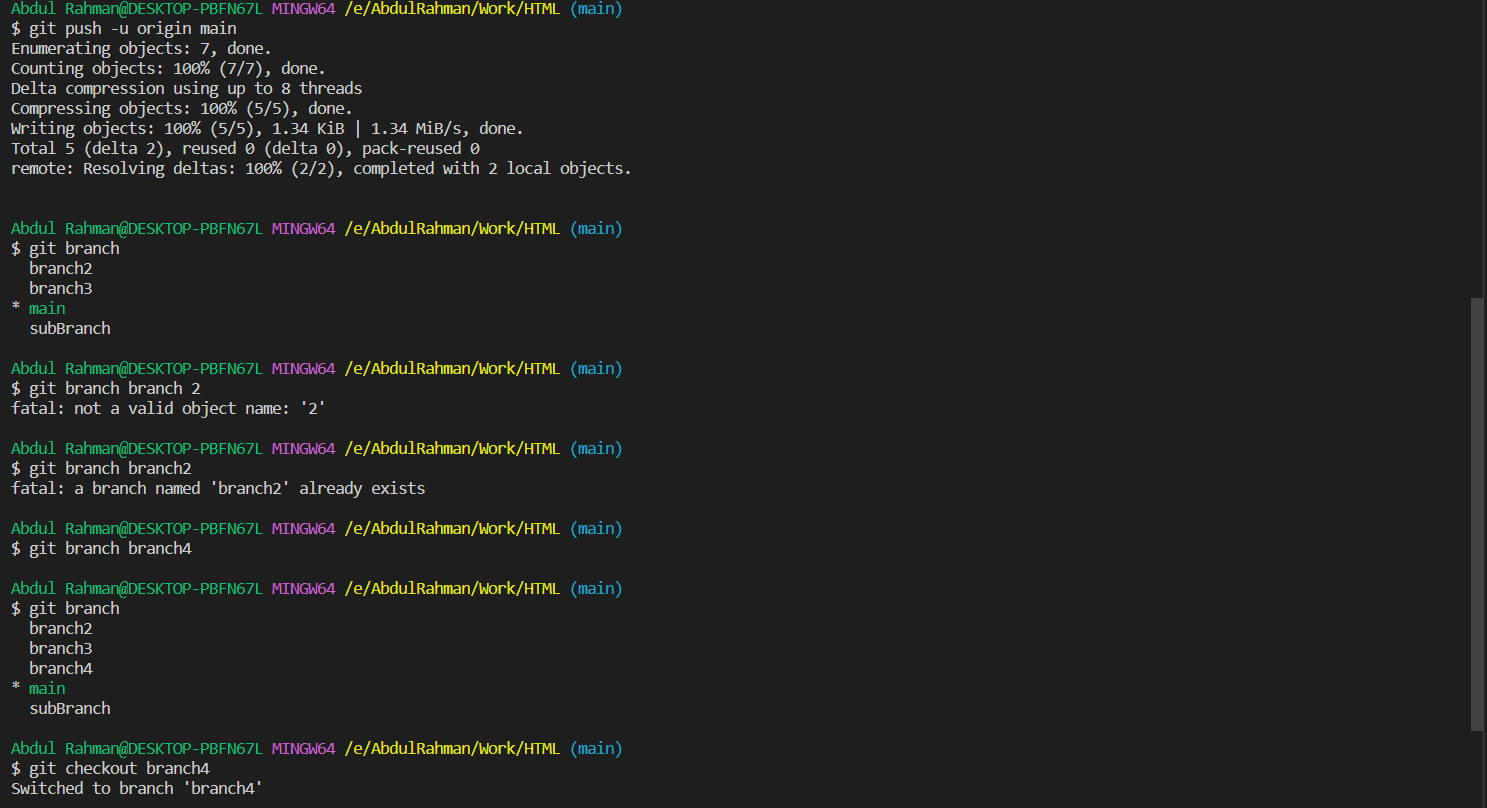 Abdul Rahman@DESKTOP-PBFN67L MINGW64 /e/AbdulRahman/Work/HTML (main)
$ git push -u origin main
Enumerating objects: 7, done.
Counting objects: 100% (7/7), done.
Delta compression using up to 8 threads
Compressing objects: 100% (5/5), done.
Writing objects: 100% (5/5), 1.34 KiB | 1.34 MiB/s, done.
Total 5 (delta 2), reused 0 (delta 0), pack-reused 0
remote: Resolving deltas: 100% (2/2), completed with 2 local objects.
Abdul Rahman@DESKTOP-PBFN67L MINGW64 /e/AbdulRahman/Work/HTML (main)
$ git branch
  branch2
  branch3
* main
  subBranch
Abdul Rahman@DESKTOP-PBFN67L MINGW64 /e/AbdulRahman/Work/HTML (main)
$ git branch branch 2
fatal: not a valid object name: '2'
Abdul Rahman@DESKTOP-PBFN67L MINGW64 /e/AbdulRahman/Work/HTML (main)
$ git branch branch2
fatal: a branch named 'branch2' already exists
Abdul Rahman@DESKTOP-PBFN67L MINGW64 /e/AbdulRahman/Work/HTML (main)
$ git branch branch4
Abdul Rahman@DESKTOP-PBFN67L MINGW64 /e/AbdulRahman/Work/HTML (main)
$ git branch
  branch2
  branch3
  branch4
* main
  subBranch
Abdul Rahman@DESKTOP-PBFN67L MINGW64 /e/AbdulRahman/Work/HTML (main)
$ git checkout branch4
Switched to branch 'branch4'